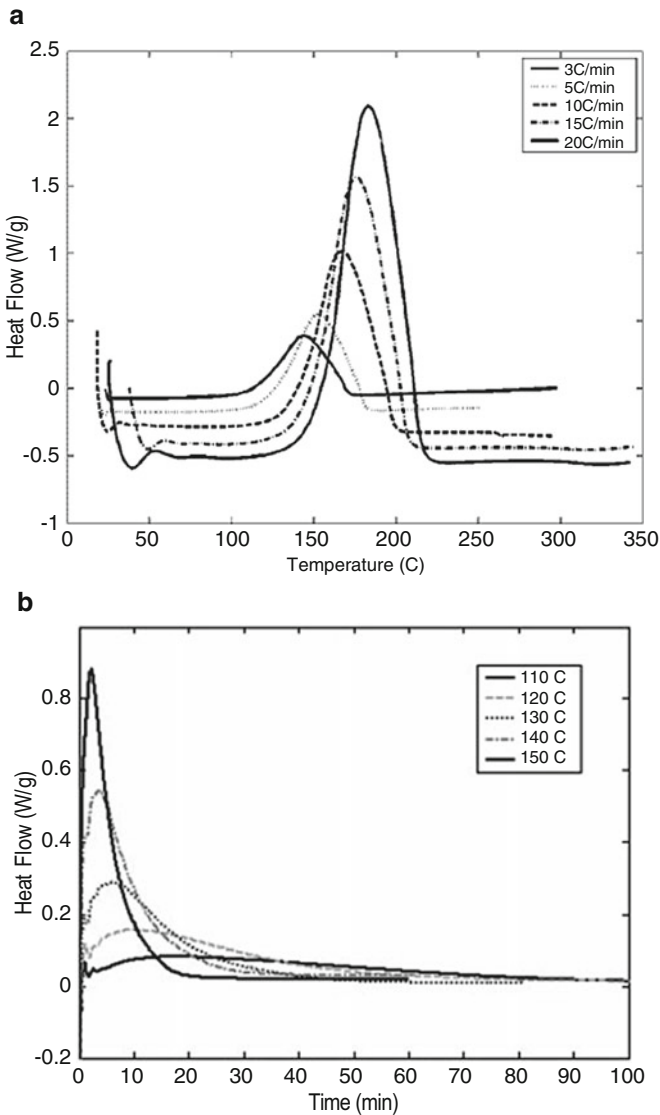 a
2.5
2
1.5
1
0.5
0
-0.5
-1
Heat Flow (W/g)
3C/min
5C/min
10C/min
15C/min
20C/min
0 50 100 150 200 250 300 350
Temperature (C)
b
0.8
0.6
0.4
0.2
0
-0.2
Heat Flow (W/g)
110 C
120 C
130 C
140 C
150 C
0 10 20 30 40 50 60 70 80 90 100
Time (min)